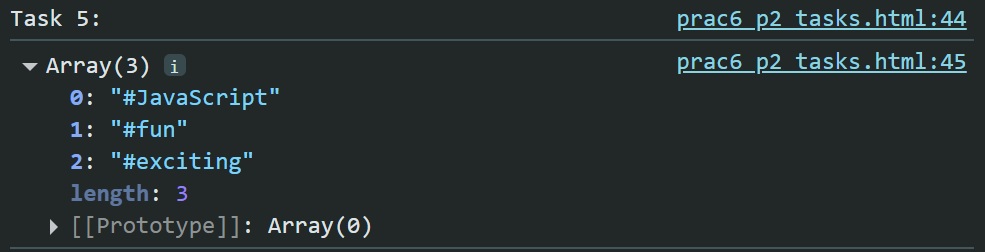 Task 5: prac6_p2_tasks.html:44
▼ Array(3) i prac6_p2_tasks.html:45
0: "#JavaScript"
1: "#fun"
2: "#exciting"
length: 3
▶ [[Prototype]]: Array(0)